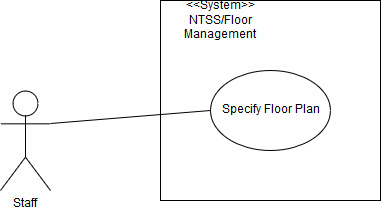 <<System>>
NTSS/Floor
Management
Specify Floor Plan
Staff